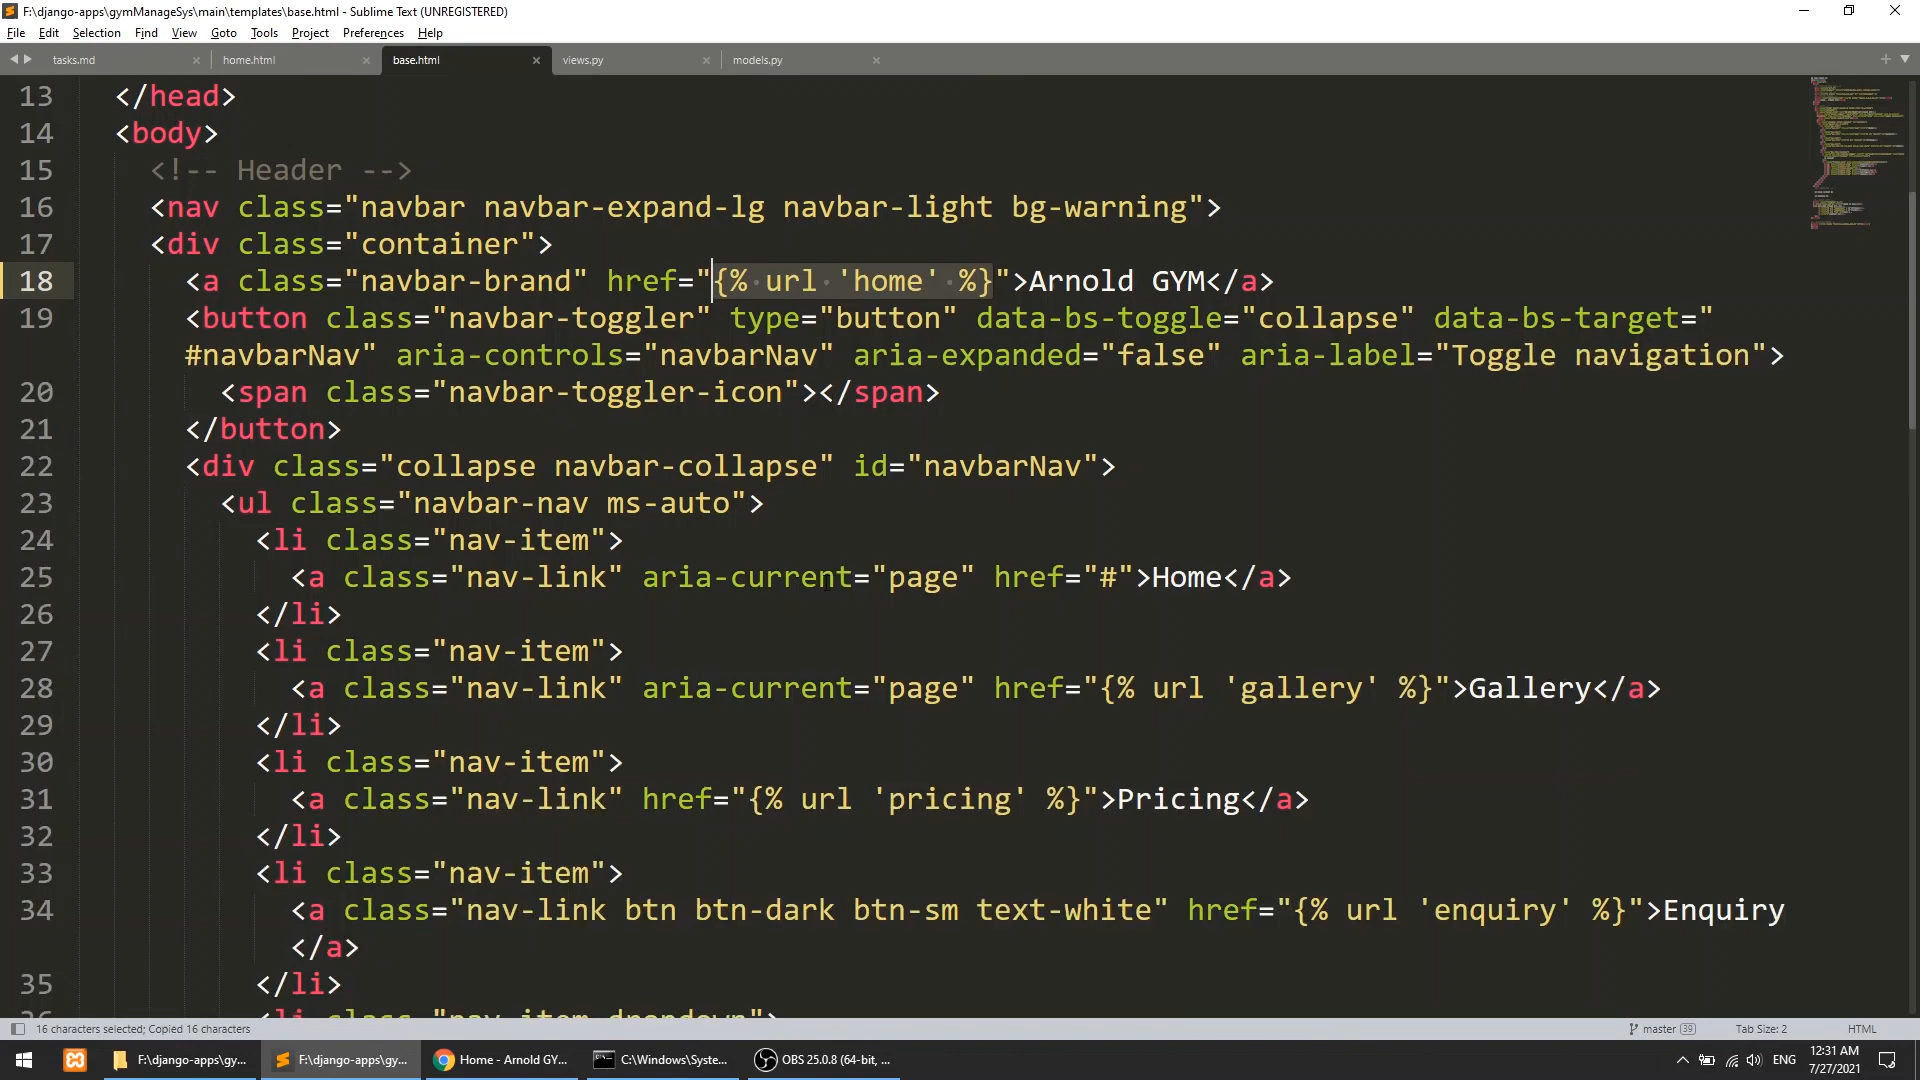 F:\django-apps\gymManageSys\main\templates\base.html - Sublime Text (UNREGISTERED)
File Edit Selection Find View Goto Tools Project Preferences Help
tasks.md × home.html × base.html × views.py × models.py ×
13 </head>
14 <body>
15 <!-- Header -->
16 <nav class="navbar navbar-expand-lg navbar-light bg-warning">
17 <div class="container">
18 <a class="navbar-brand" href="{% url 'home' %}">Arnold GYM</a>
19 <button class="navbar-toggler" type="button" data-bs-toggle="collapse" data-bs-target="
#navbarNav" aria-controls="navbarNav" aria-expanded="false" aria-label="Toggle navigation">
20 <span class="navbar-toggler-icon"></span>
21 </button>
22 <div class="collapse navbar-collapse" id="navbarNav">
23 <ul class="navbar-nav ms-auto">
24 <li class="nav-item">
25 <a class="nav-link" aria-current="page" href="#">Home</a>
26 </li>
27 <li class="nav-item">
28 <a class="nav-link" aria-current="page" href="{% url 'gallery' %}">Gallery</a>
29 </li>
30 <li class="nav-item">
31 <a class="nav-link" href="{% url 'pricing' %}">Pricing</a>
32 </li>
33 <li class="nav-item">
34 <a class="nav-link btn btn-dark btn-sm text-white" href="{% url 'enquiry' %}">Enquiry
</a>
35 </li>
<li class="nav-item dropdown">
16 characters selected; Copied 16 characters master 39 Tab Size: 2 HTML
F:\django-apps\gy... F:\django-apps\gy... Home - Arnold GY... C:\Windows\Syste... OBS 25.0.8 (64-bit, ... ENG 12:31 AM
7/27/2021